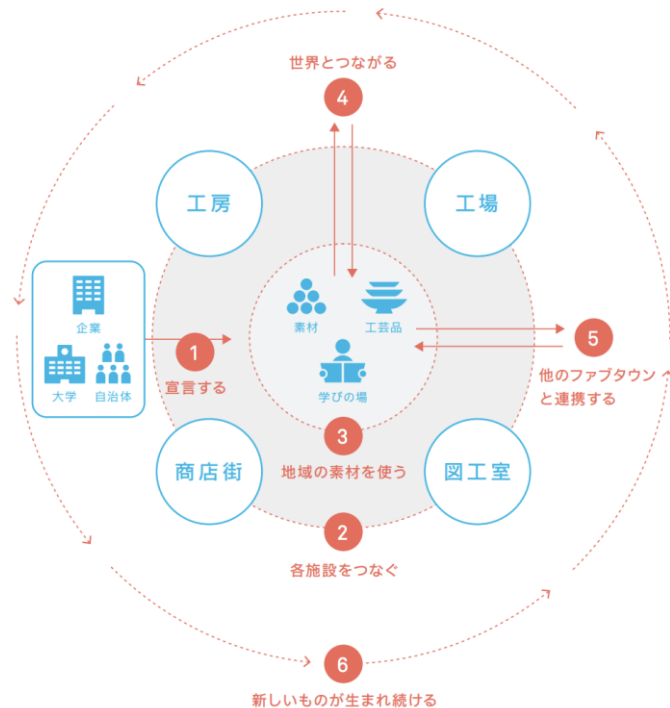 世界とつながる
4
工房
工場
企業
大学
自治体
素材
工芸品
学びの場
1
宣言する
5
他のファブタウン
と連携する
3
地域の素材を使う
商店街
図工室
2
各施設をつなぐ
6
新しいものが生まれ続ける